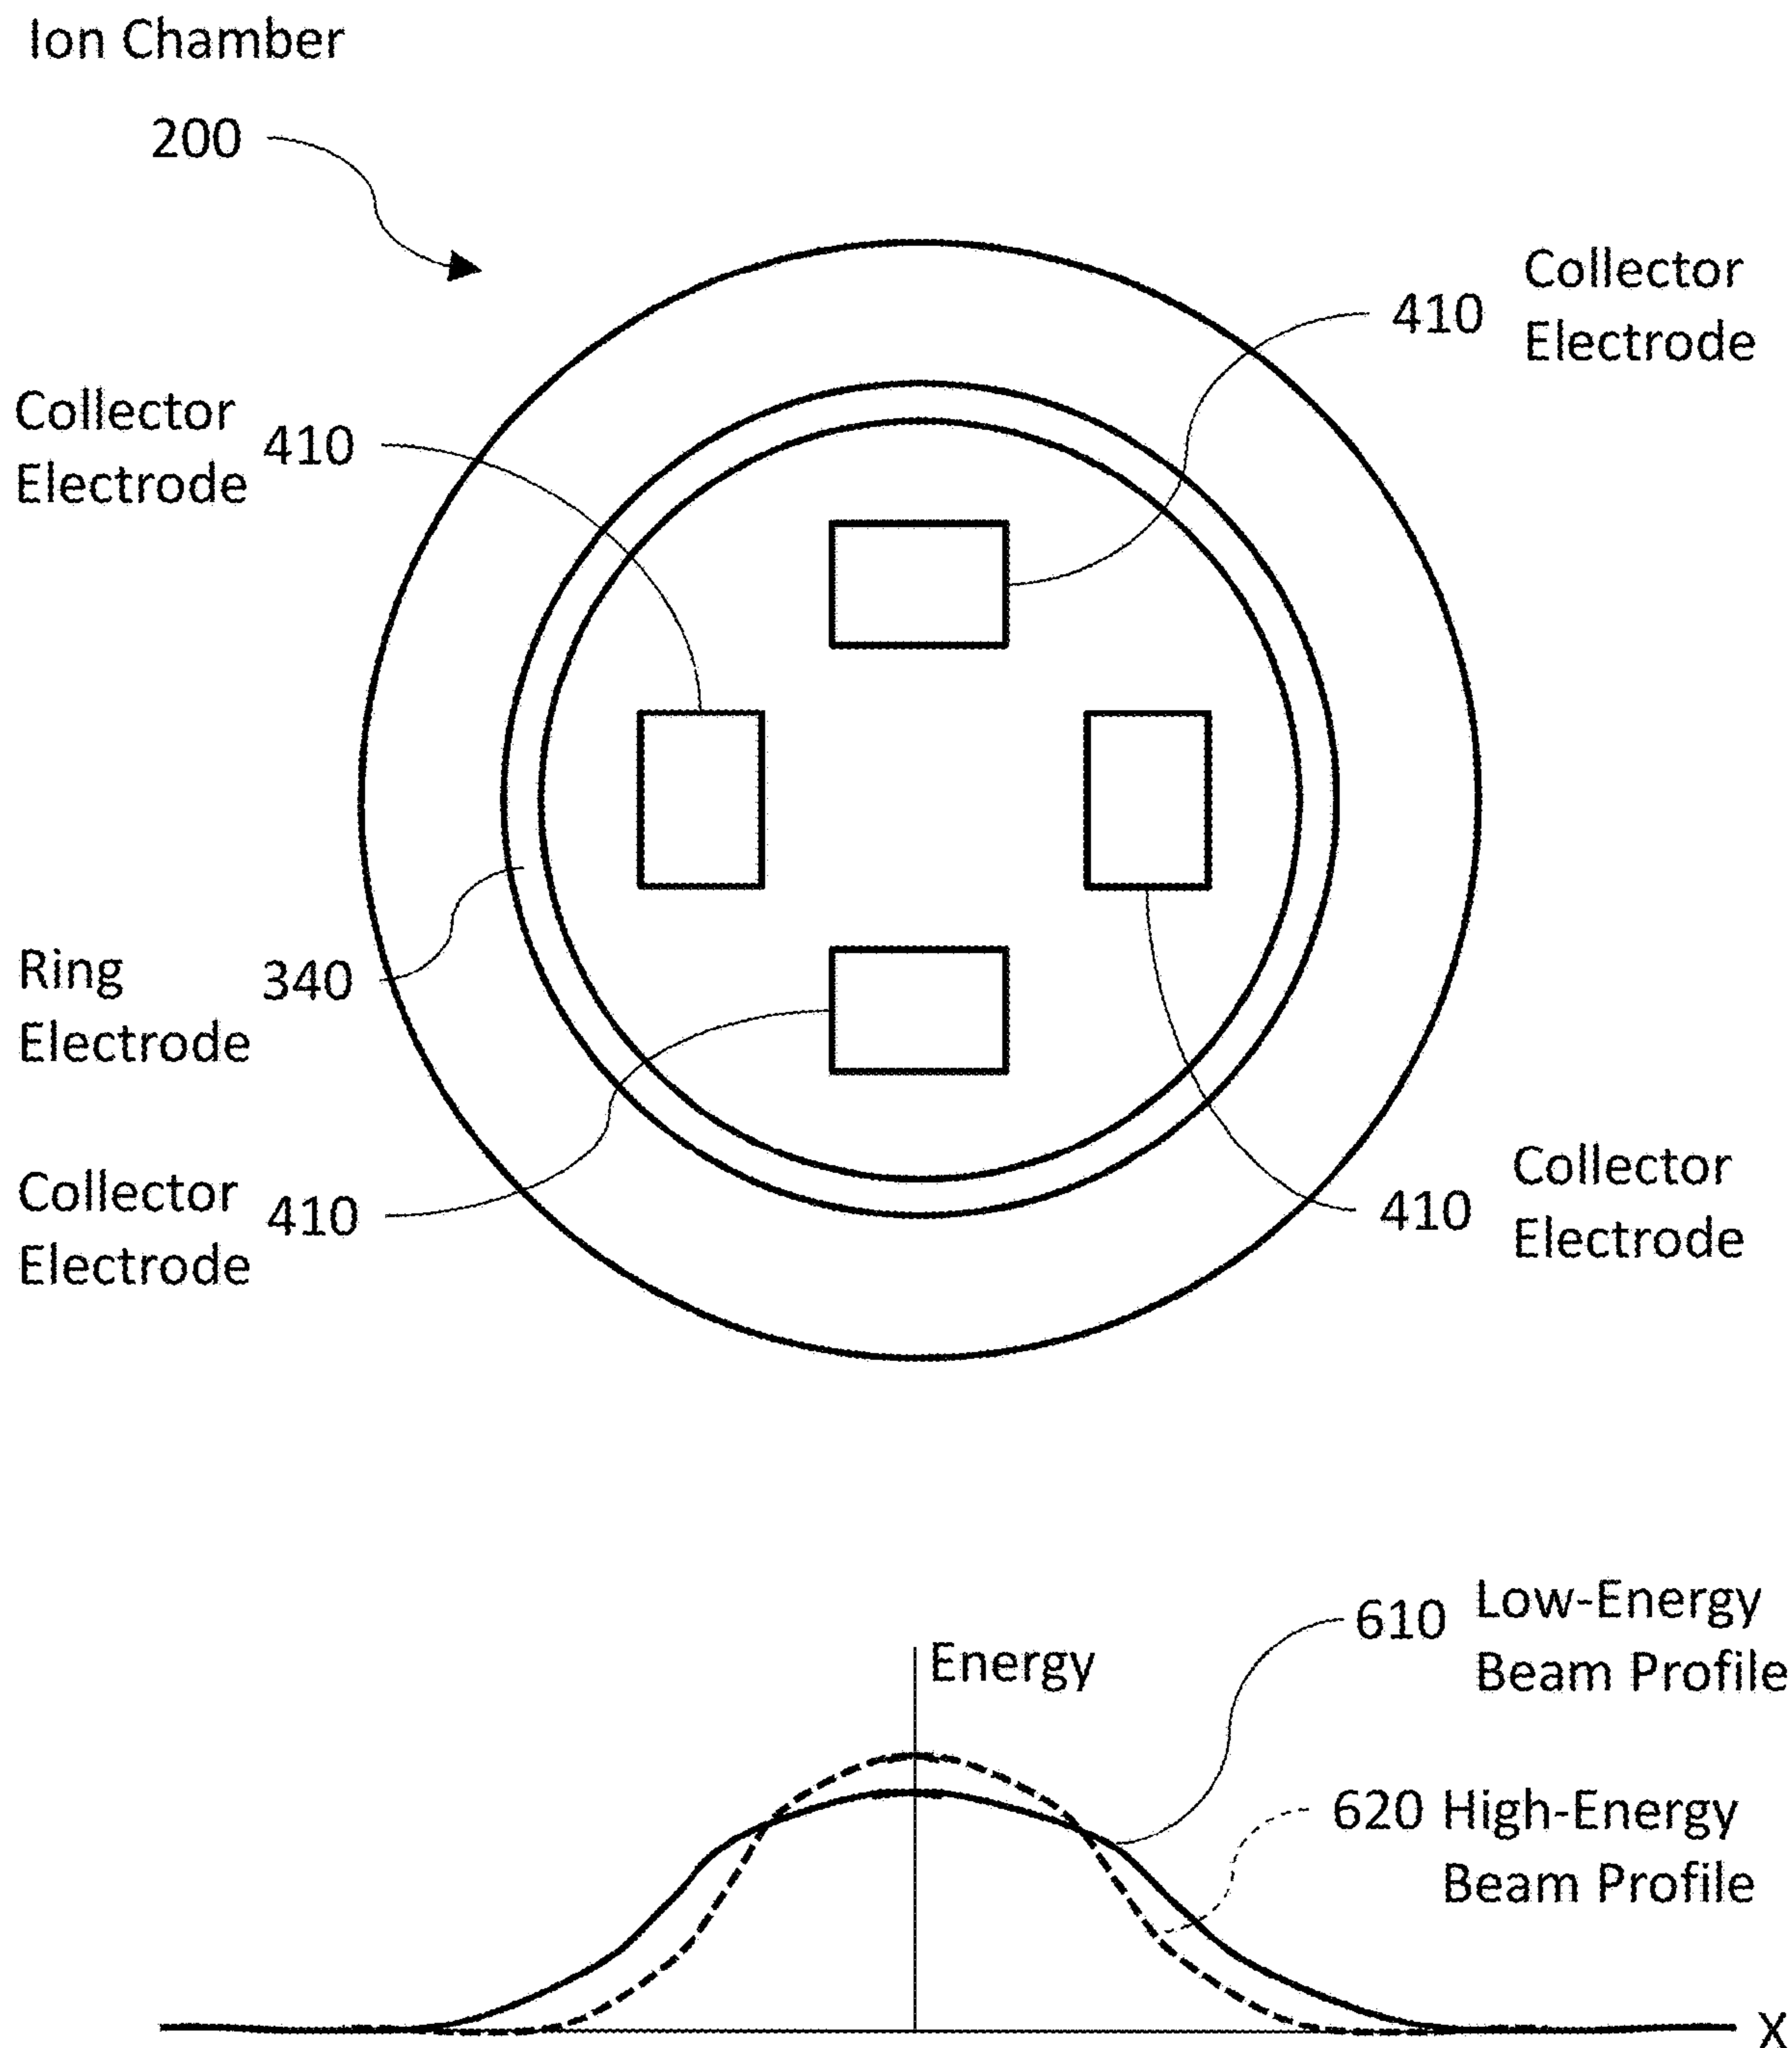 Ion Chamber
200
Collector
410
Electrode
Collector
410
Electrode
Ring
340
Electrode
Collector
410
Electrode
Collector
410
Electrode
610 Low-Energy
Beam Profile
Energy
620 High-Energy
Beam Profile
X